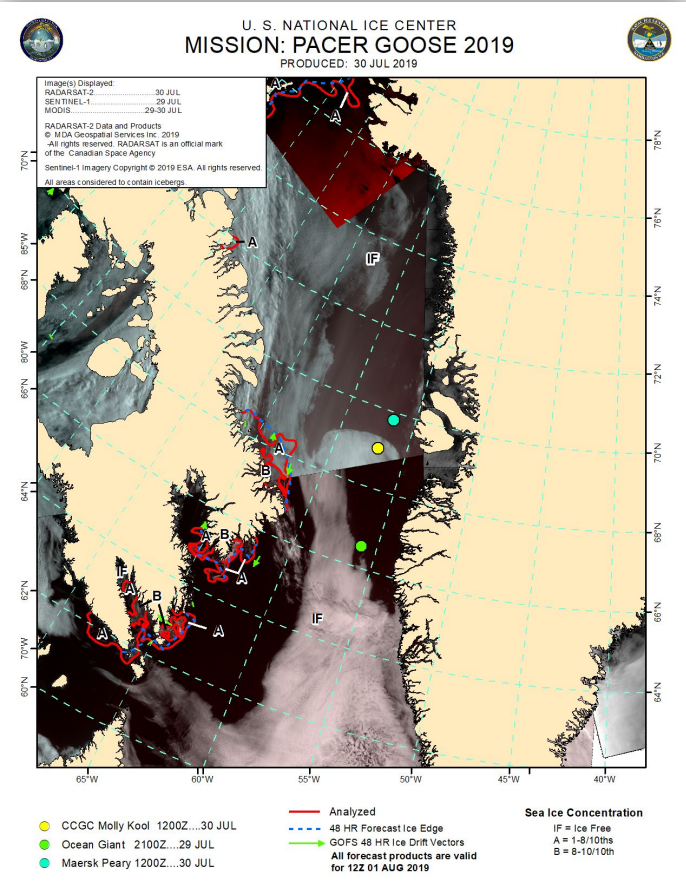 U. S. NATIONAL ICE CENTER
MISSION: PACER GOOSE 2019
PRODUCED: 30 JUL 2019
Image(s) Displayed:
RADARSAT-2..............................30 JUL
SENTINEL-1...............................29 JUL
MODIS.................................29-30 JUL
RADARSAT-2 Data and Products
© MDA Geospatial Services Inc. 2019
-All rights reserved. RADARSAT is an official mark
of the Canadian Space Agency
Sentinel-1 Imagery Copyright © 2019 ESA. All rights reserved.
All areas considered to contain icebergs.
A
A
A
IF
A
B
A
B
A
IF
A
B
A
A
IF
70°N
85°W
68°N
80°W
66°N
64°N
62°N
70°W
60°N
78°N
76°N
74°N
72°N
70°N
68°N
66°N
64°N
65°W
60°W
55°W
50°W
45°W
40°W
CCGC Molly Kool 1200Z....30 JUL
Ocean Giant 2100Z....29 JUL
Maersk Peary 1200Z....30 JUL
Analyzed
48 HR Forecast Ice Edge
GOFS 48 HR Ice Drift Vectors
All forecast products are valid
for 12Z 01 AUG 2019
Sea Ice Concentration
IF = Ice Free
A = 1-8/10ths
B = 8-10/10th